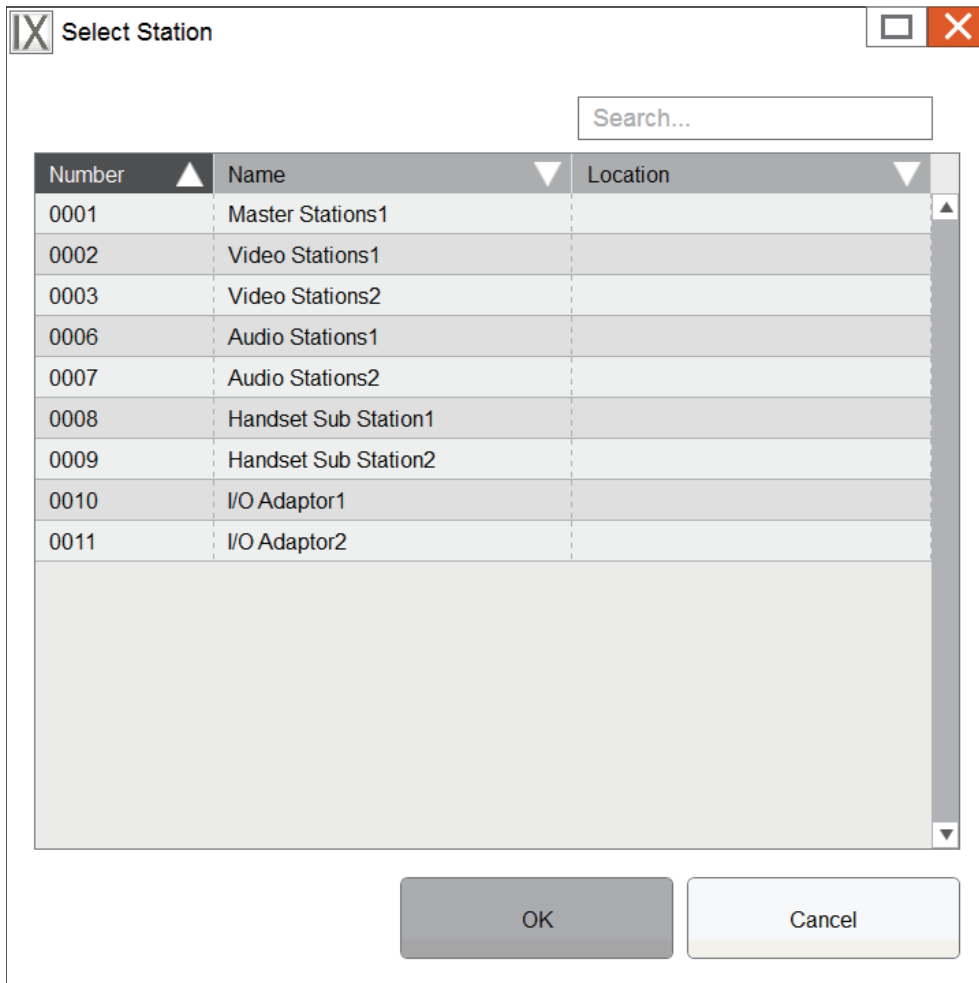 IX Select Station
Search...
Number Name Location
0001 Master Stations1
0002 Video Stations1
0003 Video Stations2
0006 Audio Stations1
0007 Audio Stations2
0008 Handset Sub Station1
0009 Handset Sub Station2
0010 I/O Adaptor1
0011 I/O Adaptor2
OK Cancel